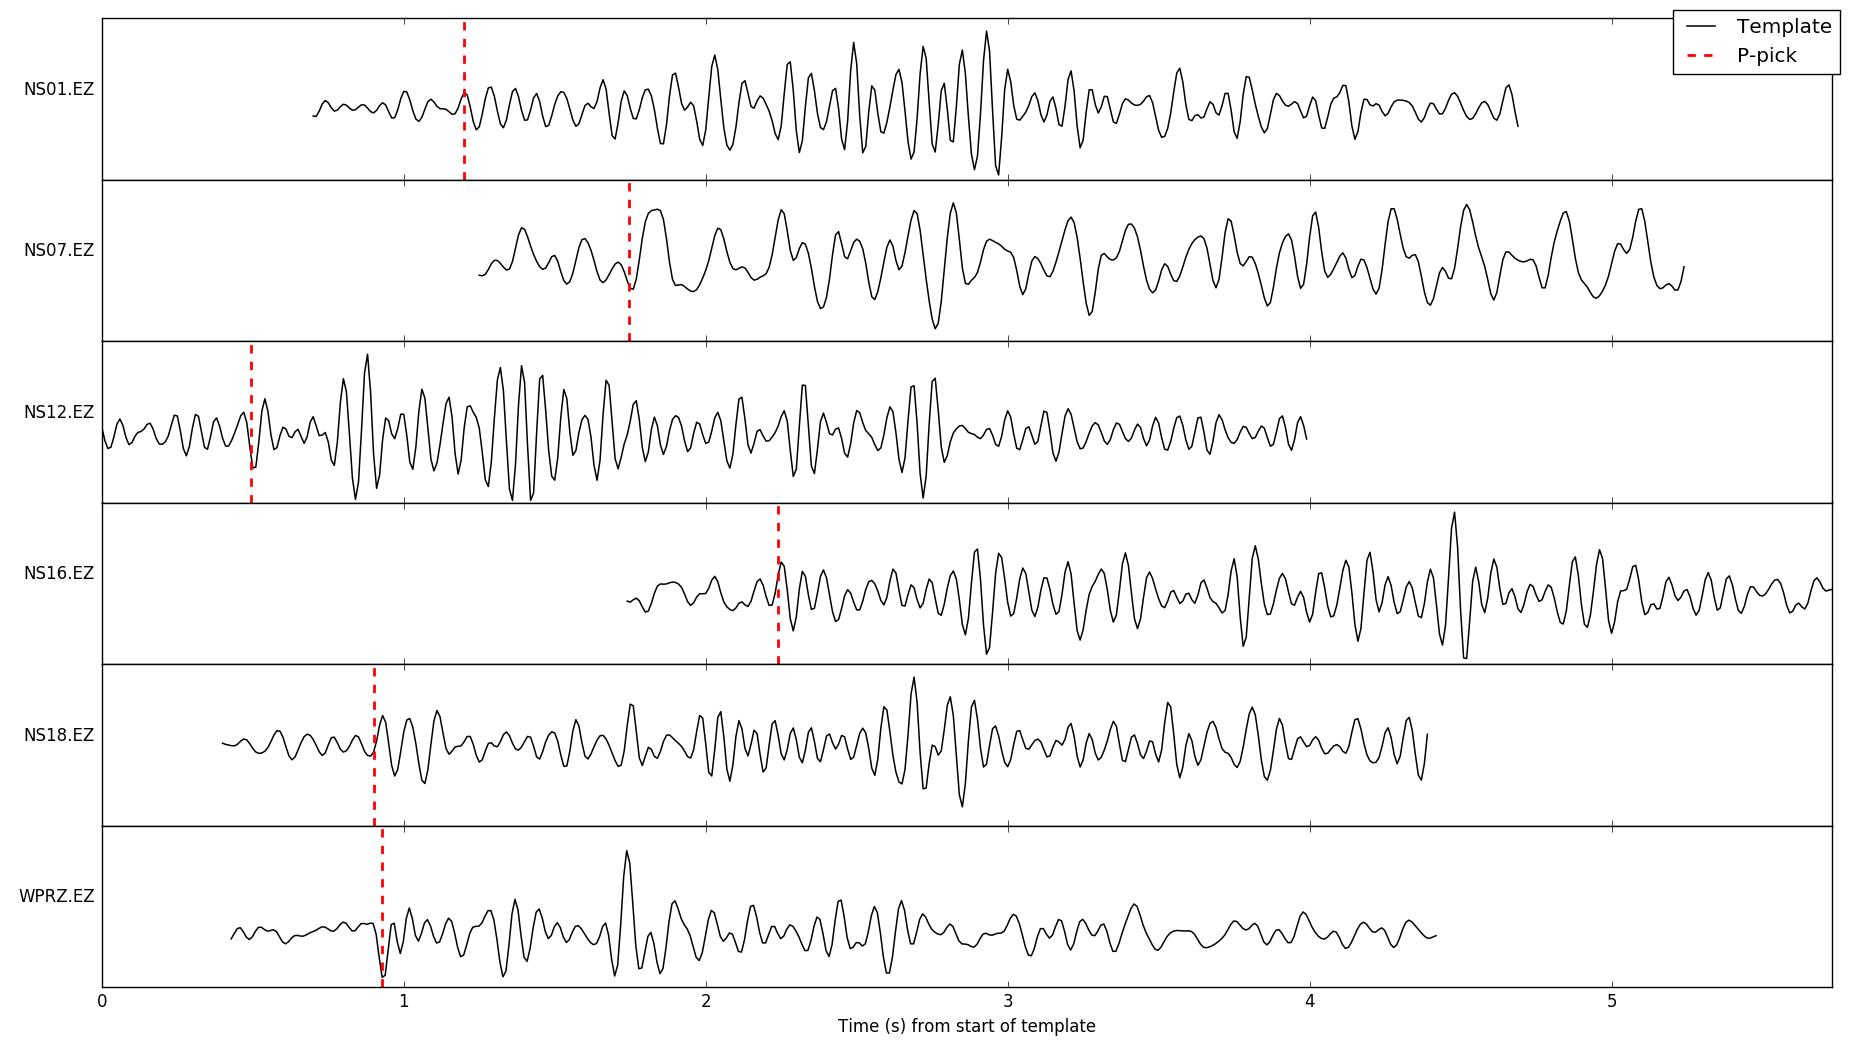 Template
P-pick
NS01.EZ
NS07.EZ
NS12.EZ
NS16.EZ
NS18.EZ
WPRZ.EZ
0 1 2 3 4 5
Time (s) from start of template